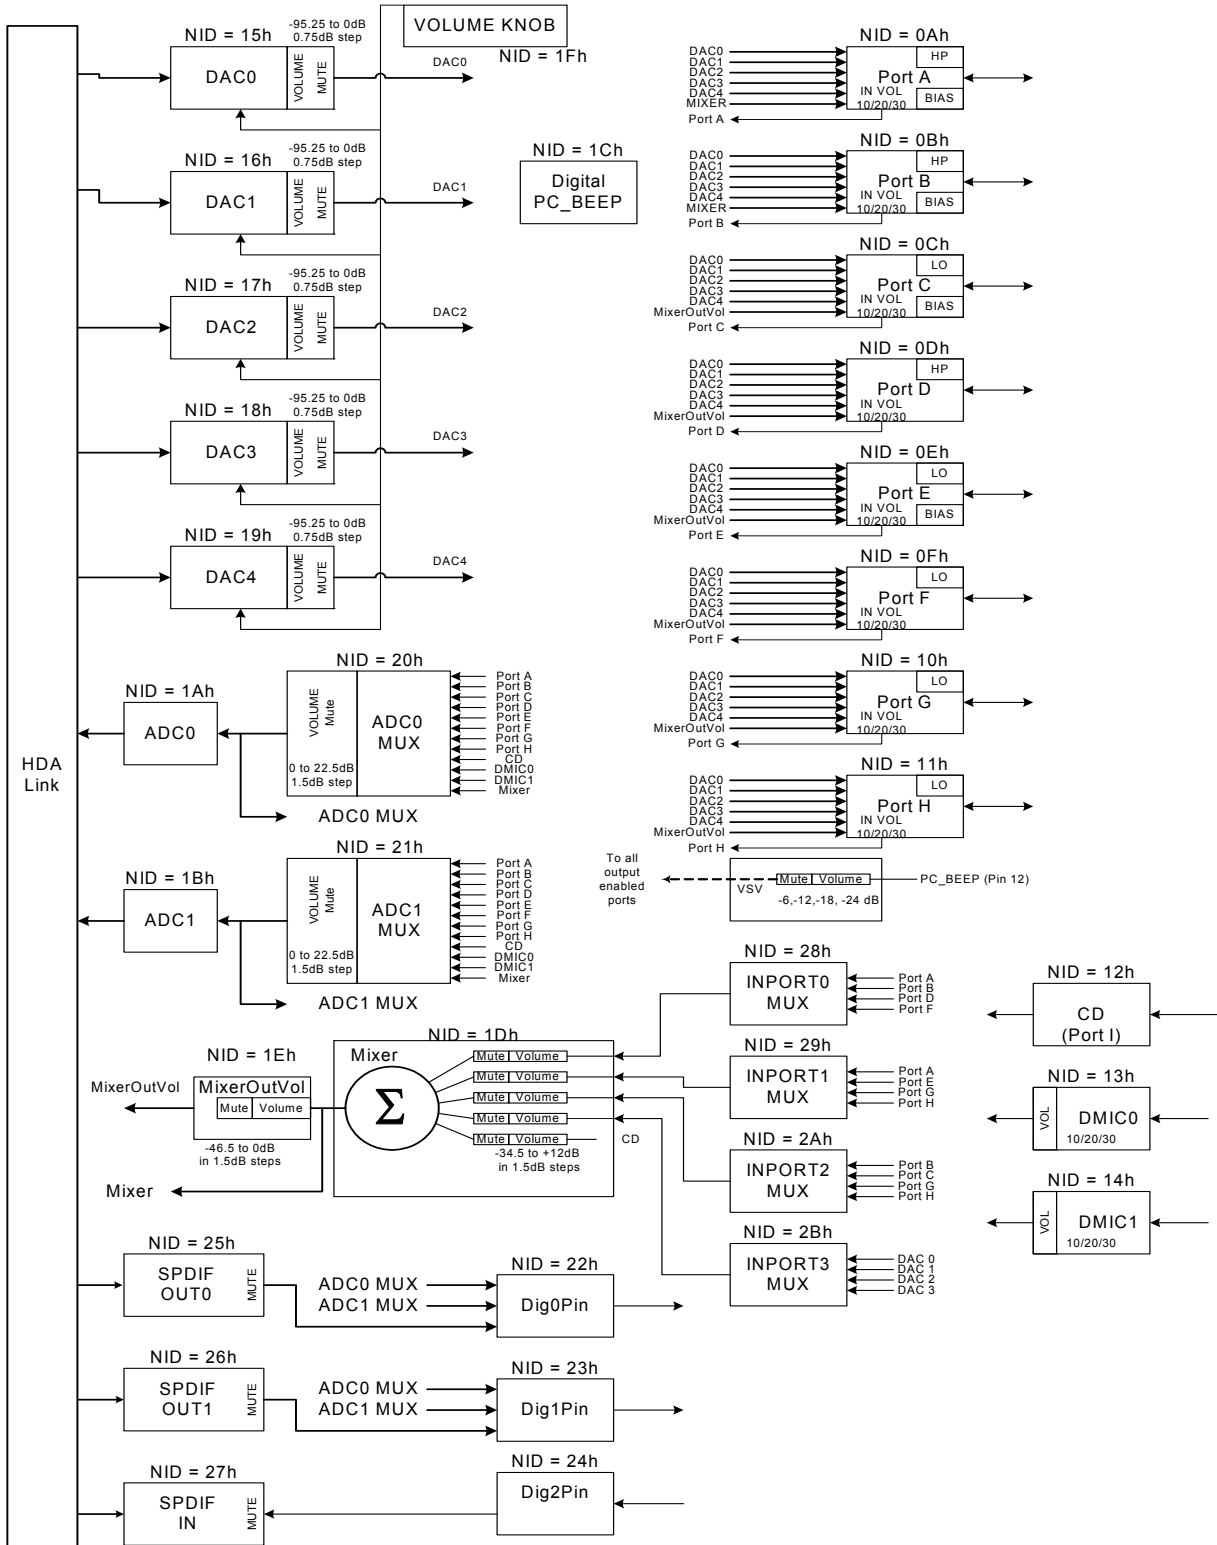 HDA
Link
VOLUME KNOB
NID = 1Fh
NID = 15h
-95.25 to 0dB
0.75dB step
DAC0
VOLUME
MUTE
DAC0
NID = 16h
-95.25 to 0dB
0.75dB step
DAC1
VOLUME
MUTE
DAC1
NID = 17h
-95.25 to 0dB
0.75dB step
DAC2
VOLUME
MUTE
DAC2
NID = 18h
-95.25 to 0dB
0.75dB step
DAC3
VOLUME
MUTE
DAC3
NID = 19h
-95.25 to 0dB
0.75dB step
DAC4
VOLUME
MUTE
DAC4
NID = 1Ch
Digital
PC_BEEP
NID = 0Ah
DAC0
DAC1
DAC2
DAC3
DAC4
MIXER
Port A
HP
Port A
IN VOL
10/20/30
BIAS
NID = 0Bh
DAC0
DAC1
DAC2
DAC3
DAC4
MIXER
Port B
HP
Port B
IN VOL
10/20/30
BIAS
NID = 0Ch
DAC0
DAC1
DAC2
DAC3
DAC4
MixerOutVol
Port C
LO
Port C
IN VOL
10/20/30
BIAS
NID = 0Dh
DAC0
DAC1
DAC2
DAC3
DAC4
MixerOutVol
Port D
HP
Port D
IN VOL
10/20/30
NID = 0Eh
DAC0
DAC1
DAC2
DAC3
DAC4
MixerOutVol
Port E
LO
Port E
IN VOL
10/20/30
BIAS
NID = 0Fh
DAC0
DAC1
DAC2
DAC3
DAC4
MixerOutVol
Port F
LO
Port F
IN VOL
10/20/30
NID = 10h
DAC0
DAC1
DAC2
DAC3
DAC4
MixerOutVol
Port G
LO
Port G
IN VOL
10/20/30
NID = 11h
DAC0
DAC1
DAC2
DAC3
DAC4
MixerOutVol
Port H
LO
Port H
IN VOL
10/20/30
NID = 1Ah
ADC0
NID = 20h
VOLUME
Mute
0 to 22.5dB
1.5dB step
ADC0
MUX
Port A
Port B
Port C
Port D
Port E
Port F
Port G
Port H
CD
DMIC0
DMIC1
Mixer
ADC0 MUX
NID = 1Bh
ADC1
NID = 21h
VOLUME
Mute
0 to 22.5dB
1.5dB step
ADC1
MUX
Port A
Port B
Port C
Port D
Port E
Port F
Port G
Port H
CD
DMIC0
DMIC1
Mixer
ADC1 MUX
To all
output
enabled
ports
VSV
Mute
Volume
-6,-12,-18, -24 dB
PC_BEEP (Pin 12)
NID = 1Eh
MixerOutVol
MixerOutVol
Mute
Volume
-46.5 to 0dB
in 1.5dB steps
Mixer
NID = 1Dh
Mixer
Σ
Mute Volume
Mute Volume
Mute Volume
Mute Volume
Mute Volume
CD
-34.5 to +12dB
in 1.5dB steps
NID = 28h
INPORT0
MUX
Port A
Port B
Port D
Port F
NID = 29h
INPORT1
MUX
Port A
Port E
Port G
Port H
NID = 2Ah
INPORT2
MUX
Port B
Port C
Port G
Port H
NID = 2Bh
INPORT3
MUX
DAC 0
DAC 1
DAC 2
DAC 3
NID = 12h
CD
(Port I)
NID = 13h
VOL
DMIC0
10/20/30
NID = 14h
VOL
DMIC1
10/20/30
NID = 25h
SPDIF
OUT0
MUTE
ADC0 MUX
ADC1 MUX
NID = 22h
Dig0Pin
NID = 26h
SPDIF
OUT1
MUTE
ADC0 MUX
ADC1 MUX
NID = 23h
Dig1Pin
NID = 27h
SPDIF
IN
MUTE
NID = 24h
Dig2Pin